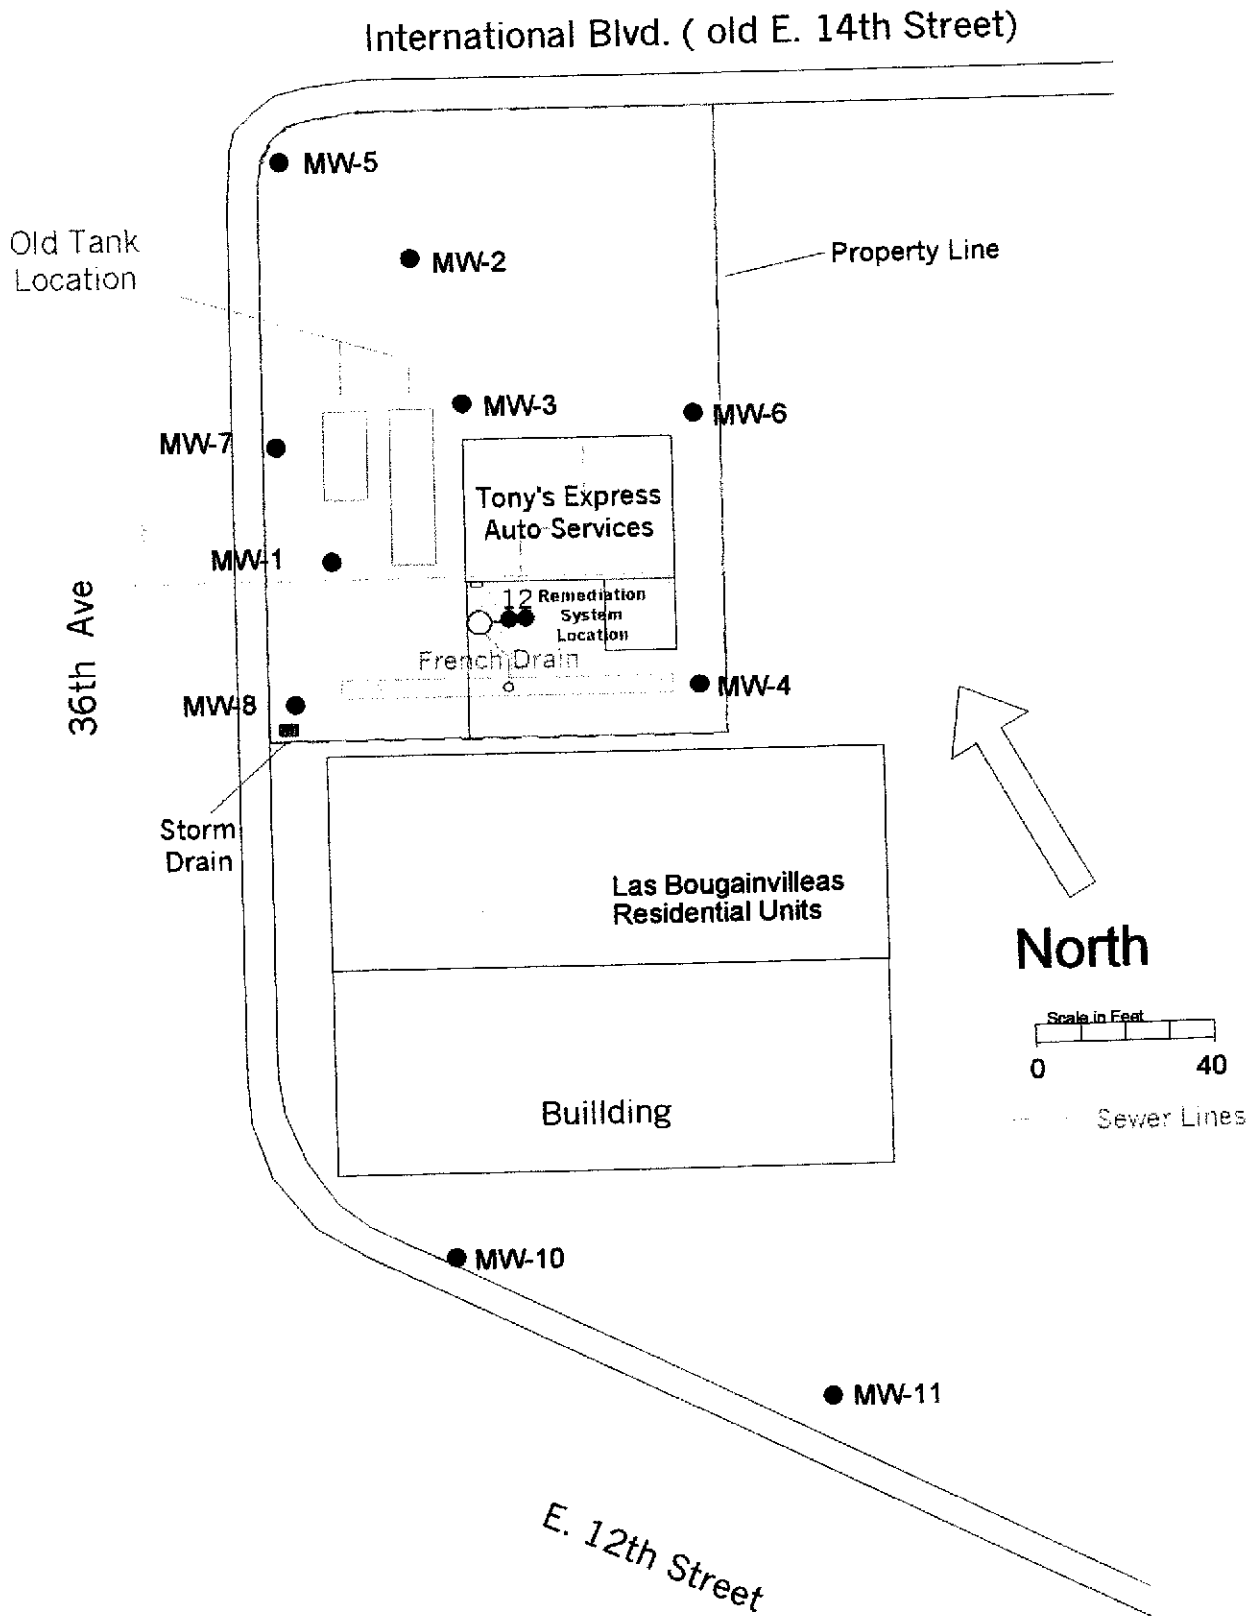 International Blvd. ( old E. 14th Street)
MW-5
Old Tank
Location
MW-2
Property Line
MW-3
MW-6
MW-7
Tony's Express
Auto Services
MW-1
36th Ave
12
Remediation
System
Location
French Drain
MW-4
MW-8
Storm
Drain
Las Bougainvilleas
Residential Units
North
Scale in Feet
0
40
Buillding
Sewer Lines
MW-10
MW-11
E. 12th Street